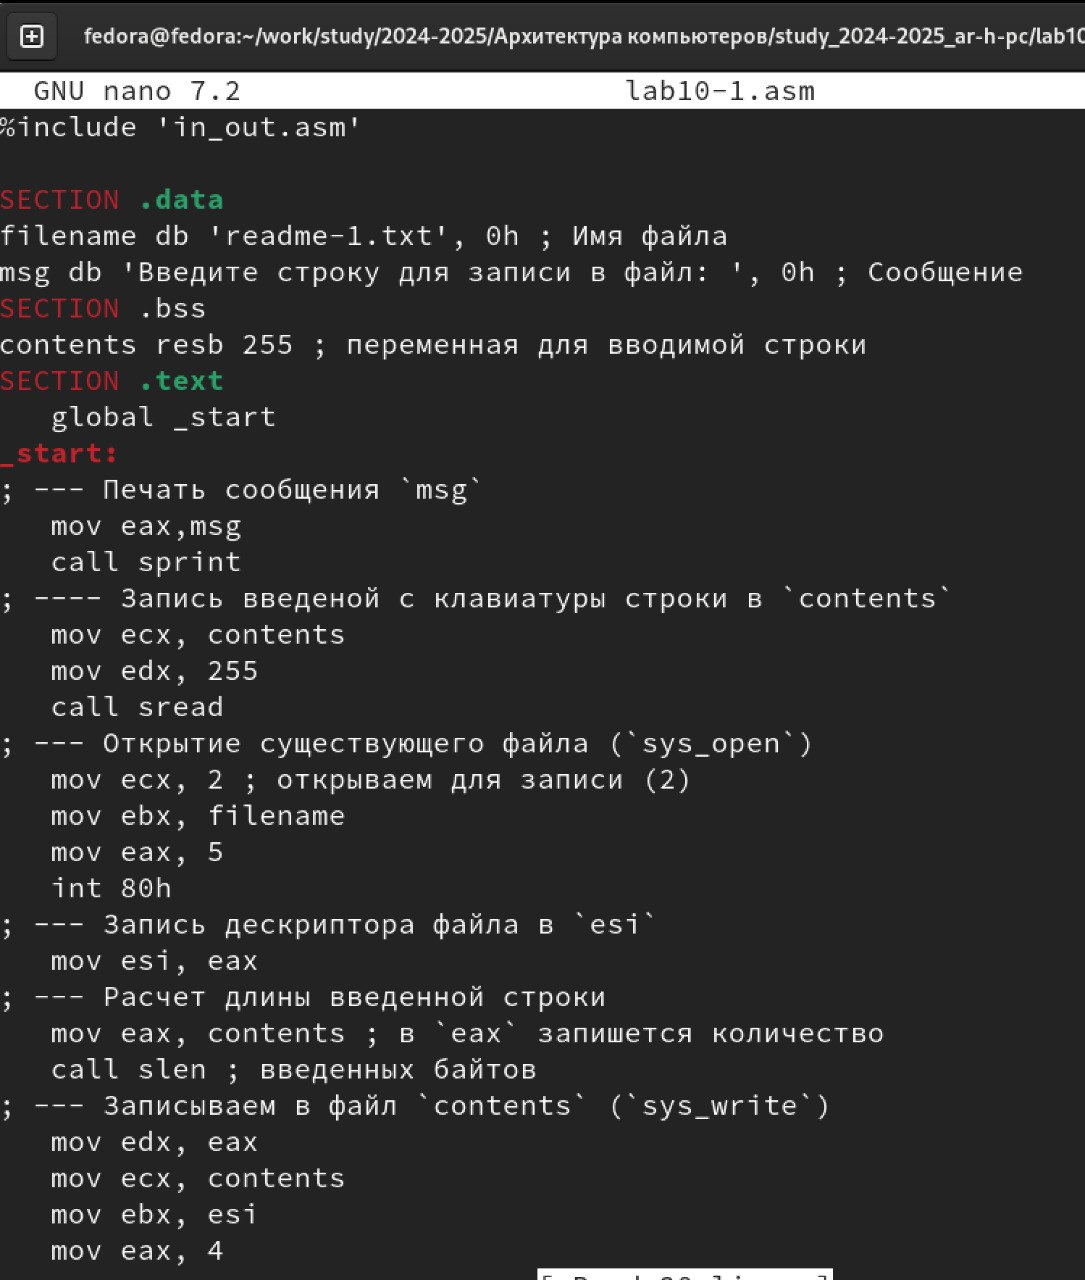 fedora@fedora:~/work/study/2024-2025/Архитектура компьютеров/study_2024-2025_ar-h-pc/lab10
GNU nano 7.2 lab10-1.asm
%include 'in_out.asm'
SECTION .data
filename db 'readme-1.txt', 0h ; Имя файла
msg db 'Введите строку для записи в файл: ', 0h ; Сообщение
SECTION .bss
contents resb 255 ; переменная для вводимой строки
SECTION .text
global _start
_start:
; --- Печать сообщения `msg`
mov eax,msg
call sprint
; ---- Запись введеной с клавиатуры строки в `contents`
mov ecx, contents
mov edx, 255
call sread
; --- Открытие существующего файла (`sys_open`)
mov ecx, 2 ; открываем для записи (2)
mov ebx, filename
mov eax, 5
int 80h
; --- Запись дескриптора файла в `esi`
mov esi, eax
; --- Расчет длины введенной строки
mov eax, contents ; в `eax` запишется количество
call slen ; введенных байтов
; --- Записываем в файл `contents` (`sys_write`)
mov edx, eax
mov ecx, contents
mov ebx, esi
mov eax, 4